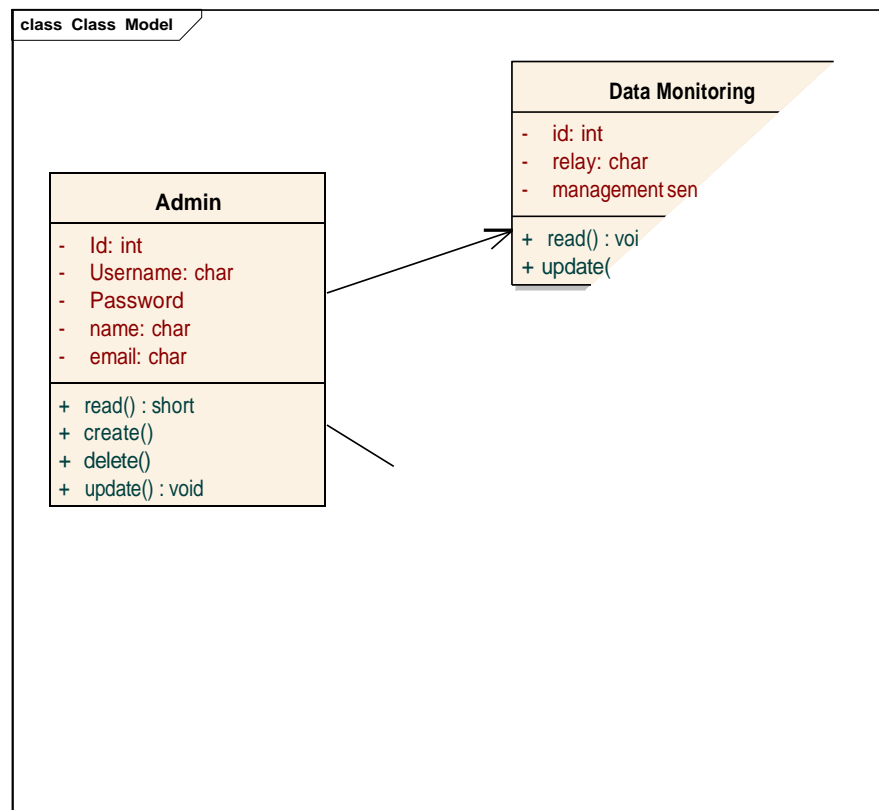 class Class Model
Data Monitoring
- id: int
- relay: char
- management sen
+ read() : voi
+ update(
Admin
- Id: int
- Username: char
- Password
- name: char
- email: char
+ read() : short
+ create()
+ delete()
+ update() : void